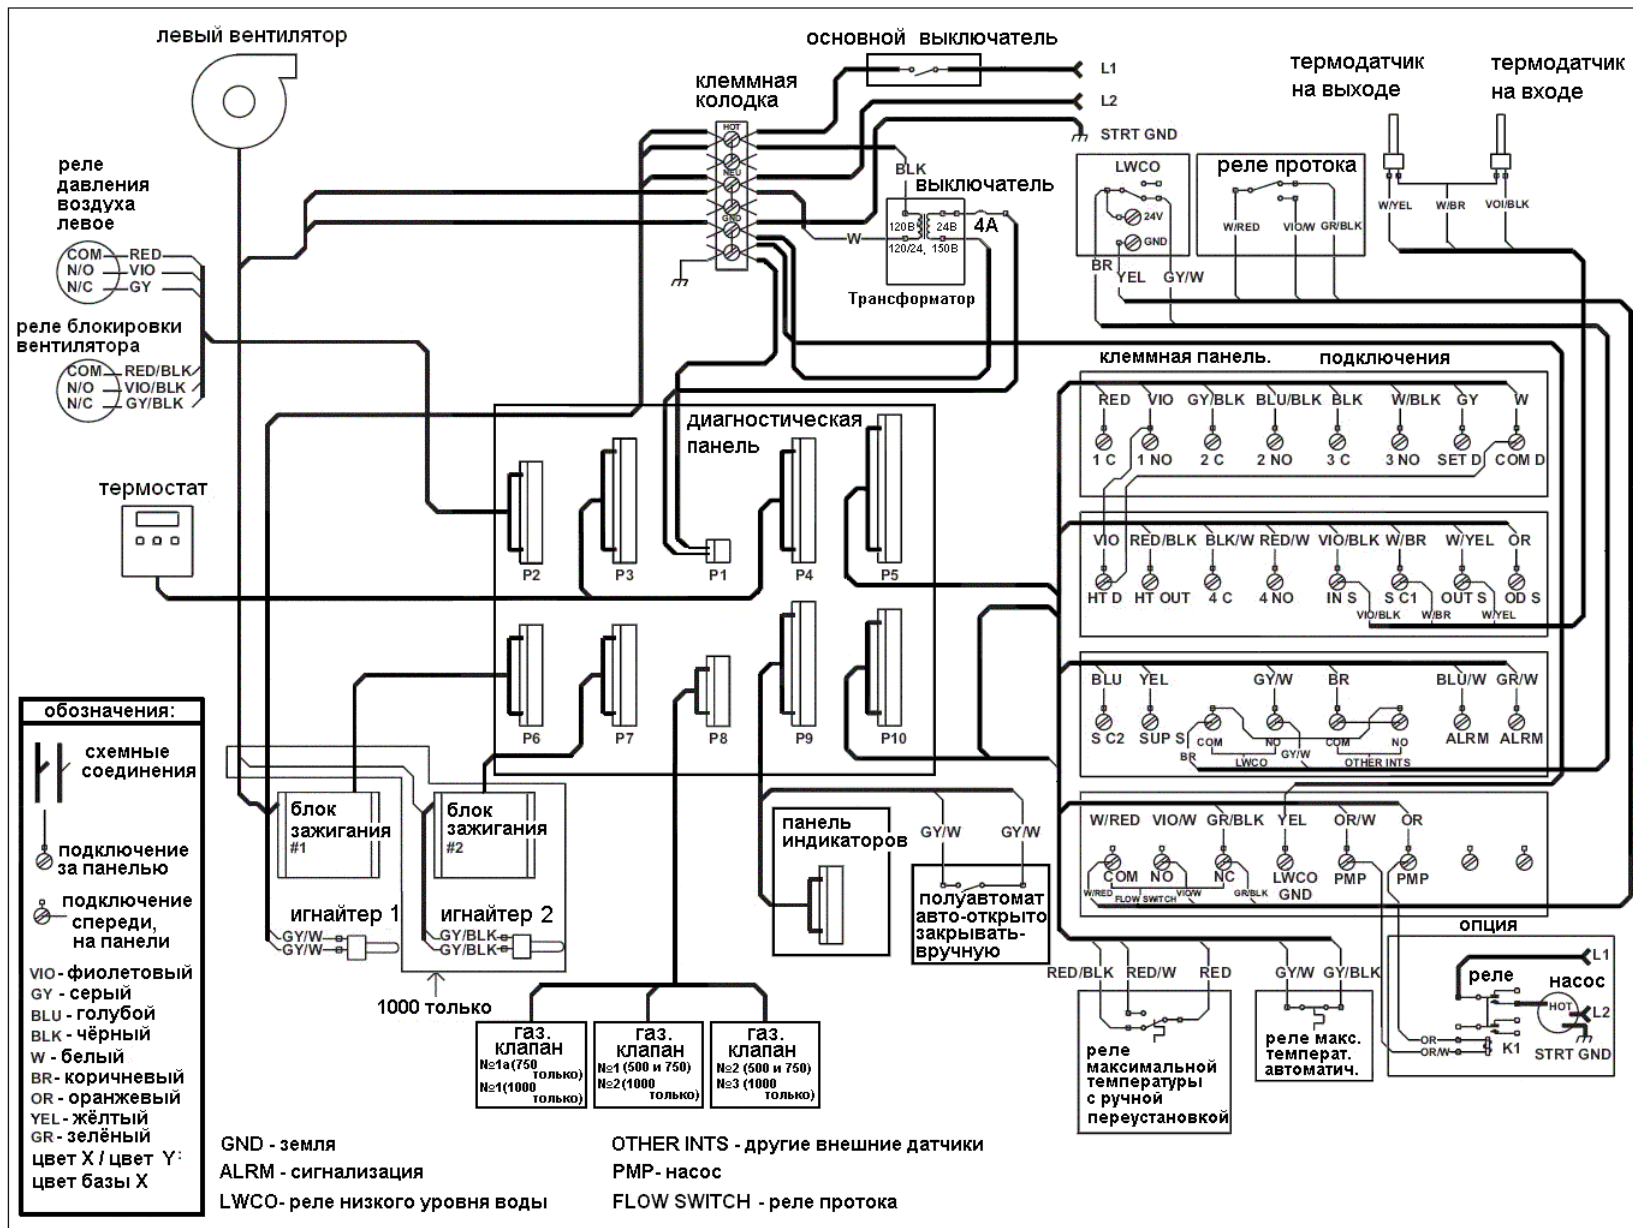 левый вентилятор
основной выключатель
L1
L2
STRT GND
клеммная
колодка
HOT
NEU
GND
термодатчик
на выходе
термодатчик
на входе
реле
давления
воздуха
левое
COM RED
N/O VIO
N/C GY
реле блокировки
вентилятора
COM RED/BLK
N/O VIO/BLK
N/C GY/BLK
BLK
выключатель
120В
24В
4А
W
120/24, 150В
Трансформатор
LWCO
24V
GND
BR
YEL
GY/W
реле протока
W/RED
VIO/W
GR/BLK
W/YEL
W/BR
VOI/BLK
клеммная панель. подключения
RED VIO GY/BLK BLU/BLK BLK W/BLK GY W
1 C 1 NO 2 C 2 NO 3 C 3 NO SET D COM D
VIO RED/BLK BLK/W RED/W VIO/BLK W/BR W/YEL OR
HT D HT OUT 4 C 4 NO IN S S C1 OUT S OD S
VIO/BLK W/BR W/YEL
BLU YEL GY/W BR BLU/W GR/W
S C2 SUP S COM NO COM NO ALRM ALRM
BR LWCO GY/W OTHER INTS
W/RED VIO/W GR/BLK YEL OR/W OR
COM NO NC LWCO GND PMP PMP
W/RED FLOW SWITCH VIO/W GR/BLK
диагностическая
панель
P2 P3 P1 P4 P5
P6 P7 P8 P9 P10
термостат
обозначения:
схемные
соединения
подключение
за панелью
подключение
спереди,
на панели
VIO - фиолетовый
GY - серый
BLU - голубой
BLK - чёрный
W - белый
BR - коричневый
OR - оранжевый
YEL - жёлтый
GR - зелёный
цвет X / цвет Y:
цвет базы X
блок
зажигания
#1
блок
зажигания
#2
игнайтер 1
GY/W
GY/W
игнайтер 2
GY/BLK
GY/BLK
1000 только
газ.
клапан
№1а(750
только)
№1(1000
только)
газ.
клапан
№1 (500 и 750)
№2(1000
только)
газ.
клапан
№2 (500 и 750)
№3 (1000
только)
панель
индикаторов
GY/W
GY/W
полуавтомат
авто-открыто
закрывать-
вручную
RED/BLK RED/W RED
реле
максимальной
температуры
с ручной
переустановкой
GY/W GY/BLK
реле макс.
температ.
автоматич.
опция
L1
реле
насос
HOT
L2
OR
OR/W
K1
STRT GND
GND - земля
ALRM - сигнализация
LWCO- реле низкого уровня воды
OTHER INTS - другие внешние датчики
PMP- насос
FLOW SWITCH - реле протока